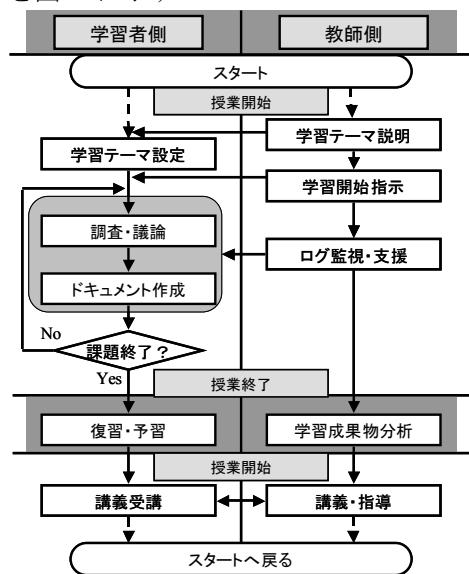 学習者側
教師側
スタート
授業開始
学習テーマ説明
学習テーマ設定
学習開始指示
調査・議論
ログ監視・支援
ドキュメント作成
No
課題終了？
Yes
授業終了
復習・予習
学習成果物分析
授業開始
講義受講
講義・指導
スタートへ戻る